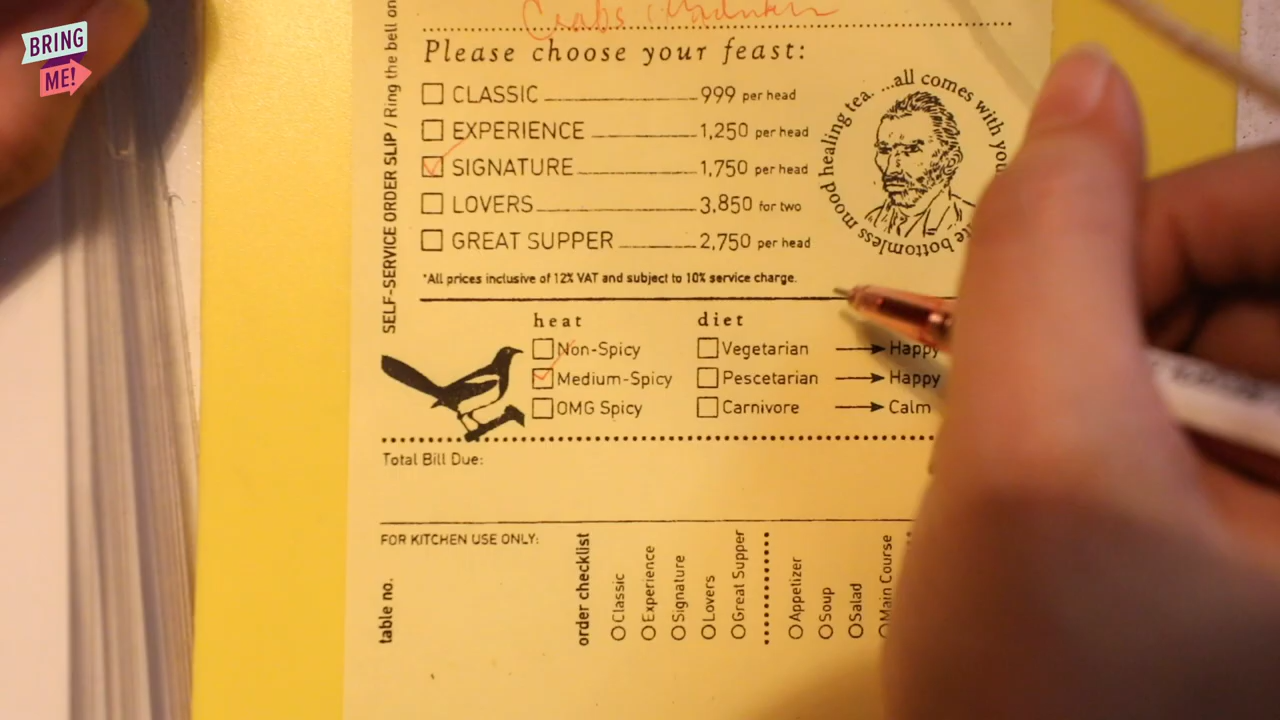 BRING
ME!
Crabs
Please choose your feast:
CLASSIC 999 per head
EXPERIENCE 1,250 per head
SIGNATURE 1,750 per head
LOVERS 3,850 for two
GREAT SUPPER 2,750 per head
*All prices inclusive of 12% VAT and subject to 10% service charge.
...all comes with bottomless mood healing tea.
SELF-SERVICE ORDER SLIP / Ring the bell
heat
Non-Spicy
Medium-Spicy
OMG Spicy
diet
Vegetarian Happy
Pescetarian Happy
Carnivore Calm
Total Bill Due:
FOR KITCHEN USE ONLY:
table no.
order checklist
Classic
Experience
Signature
Lovers
Great Supper
Appetizer
Soup
Salad
Main Course